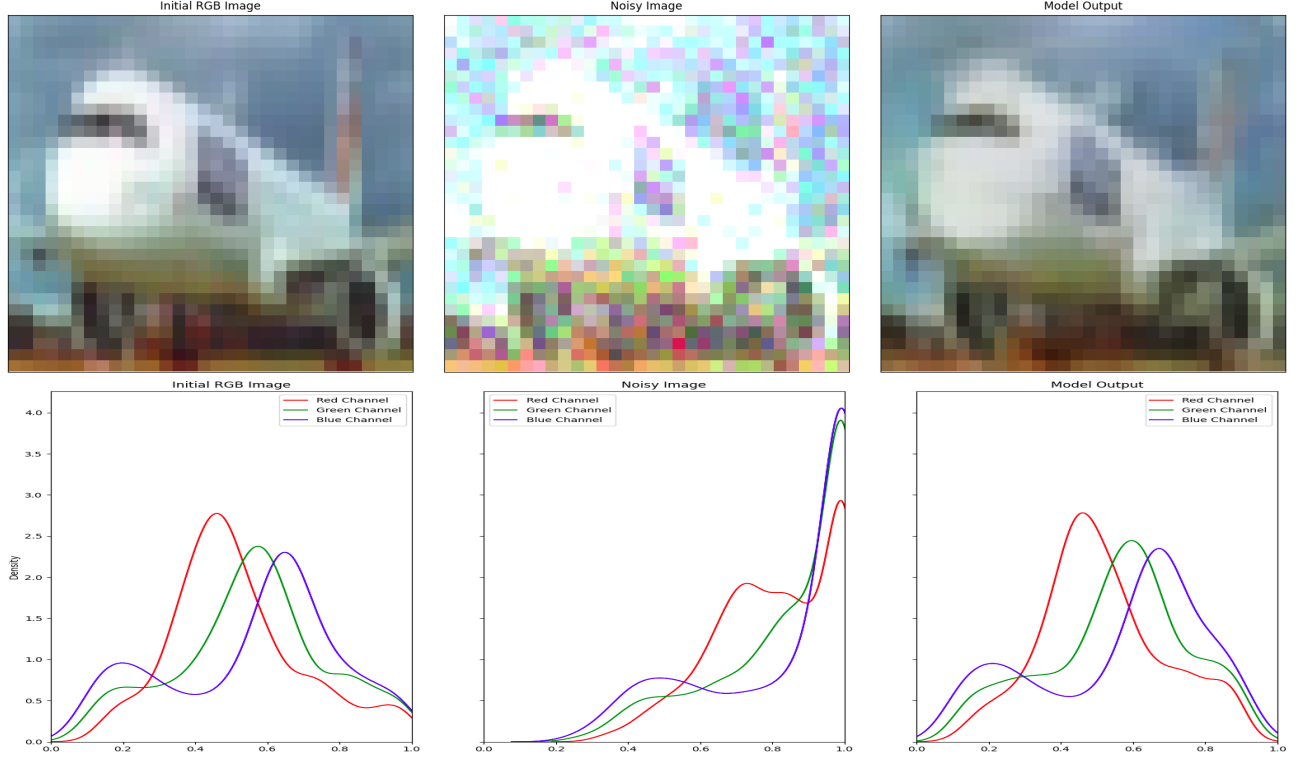 Initial RGB Image
Noisy Image
Model Output
Initial RGB Image
Noisy Image
Model Output
Red Channel
Green Channel
Blue Channel
Red Channel
Green Channel
Blue Channel
Red Channel
Green Channel
Blue Channel
Density
4.0
3.5
3.0
2.5
2.0
1.5
1.0
0.5
0.0
0.0 0.2 0.4 0.6 0.8 1.0
0.0 0.2 0.4 0.6 0.8 1.0
0.0 0.2 0.4 0.6 0.8 1.0